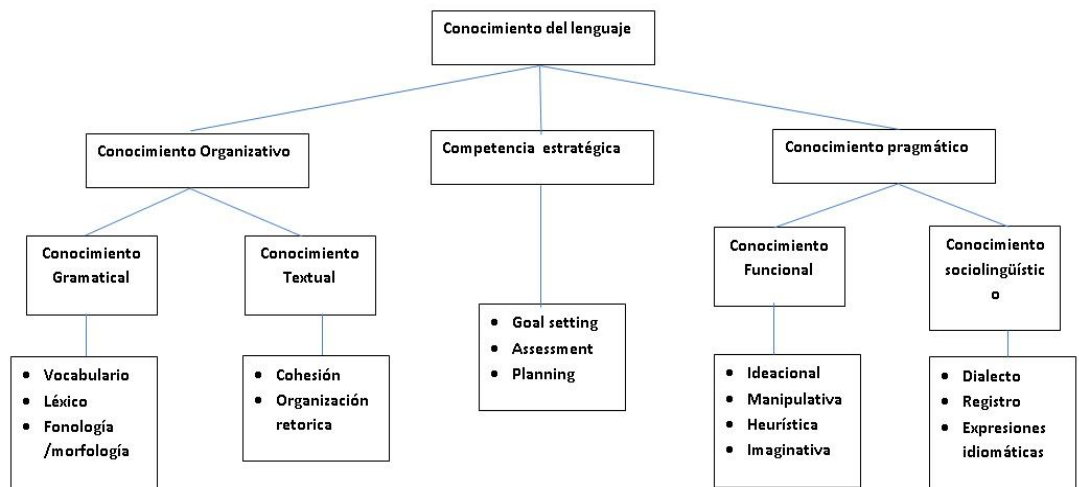 Conocimiento del lenguaje
Conocimiento Organizativo
Competencia estratégica
Conocimiento pragmático
Conocimiento
Gramatical
Conocimiento
Textual
Conocimiento
Funcional
Conocimiento
sociolingüístic
o
• Goal setting
• Assessment
• Planning
• Vocabulario
• Léxico
• Fonología
/morfología
• Cohesión
• Organización
retorica
• Ideacional
• Manipulativa
• Heurística
• Imaginativa
• Dialecto
• Registro
• Expresiones
idiomáticas